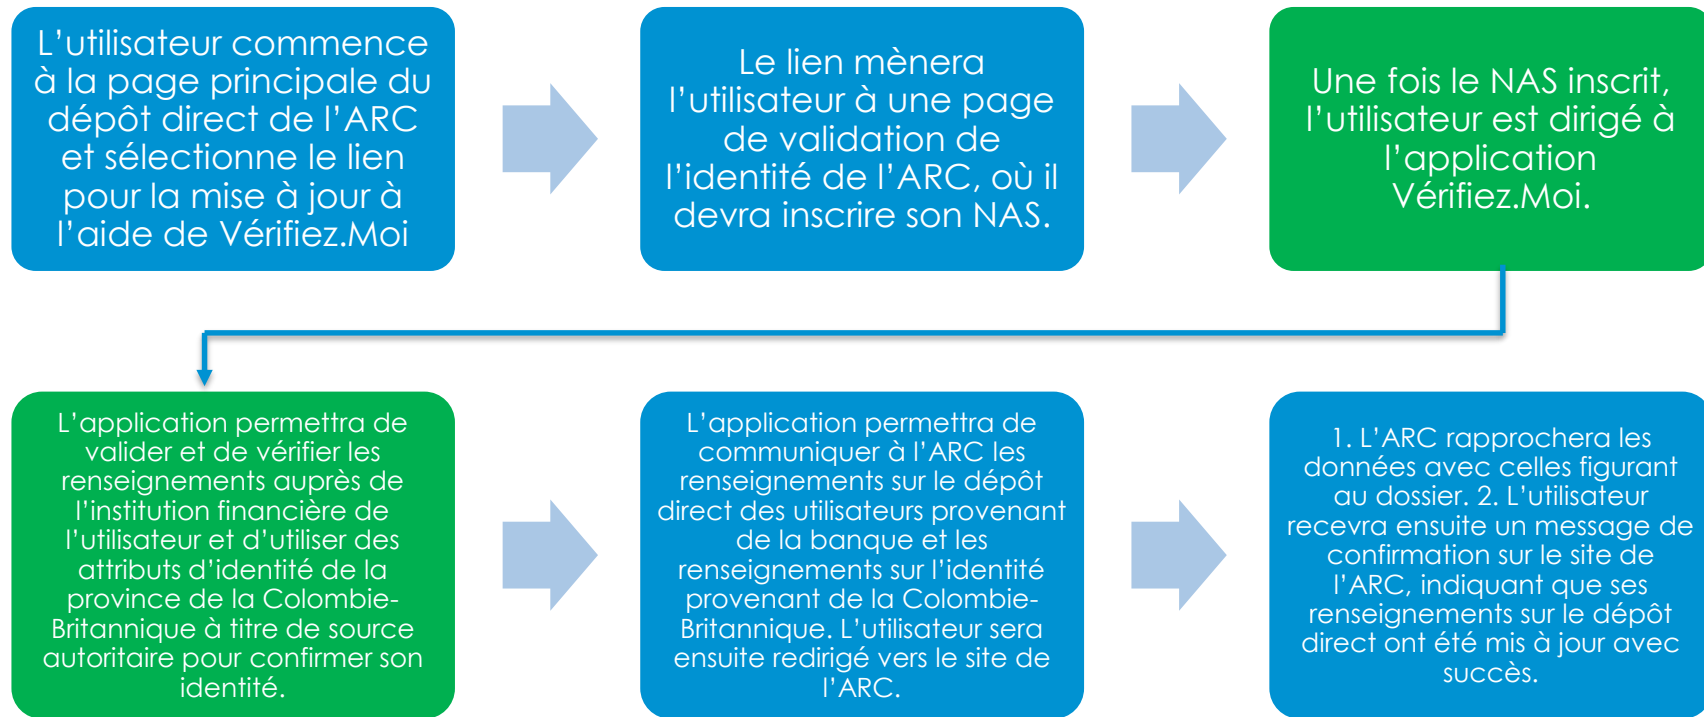 L’utilisateur commence
à la page principale du
dépôt direct de l’ARC
et sélectionne le lien
pour la mise à jour à
l’aide de Vérifiez.Moi
Le lien mènera
l’utilisateur à une page
de validation de
l’identité de l’ARC, où il
devra inscrire son NAS.
Une fois le NAS inscrit,
l’utilisateur est dirigé à
l’application
Vérifiez.Moi.
L’application permettra de
valider et de vérifier les
renseignements auprès de
l’institution financière de
l’utilisateur et d’utiliser des
attributs d’identité de la
province de la Colombie-
Britannique à titre de source
autoritaire pour confirmer son
identité.
L’application permettra de
communiquer à l’ARC les
renseignements sur le dépôt
direct des utilisateurs provenant
de la banque et les
renseignements sur l’identité
provenant de la Colombie-
Britannique. L’utilisateur sera
ensuite redirigé vers le site de
l’ARC.
1. L’ARC rapprochera les
données avec celles figurant
au dossier. 2. L’utilisateur
recevra ensuite un message de
confirmation sur le site de
l’ARC, indiquant que ses
renseignements sur le dépôt
direct ont été mis à jour avec
succès.